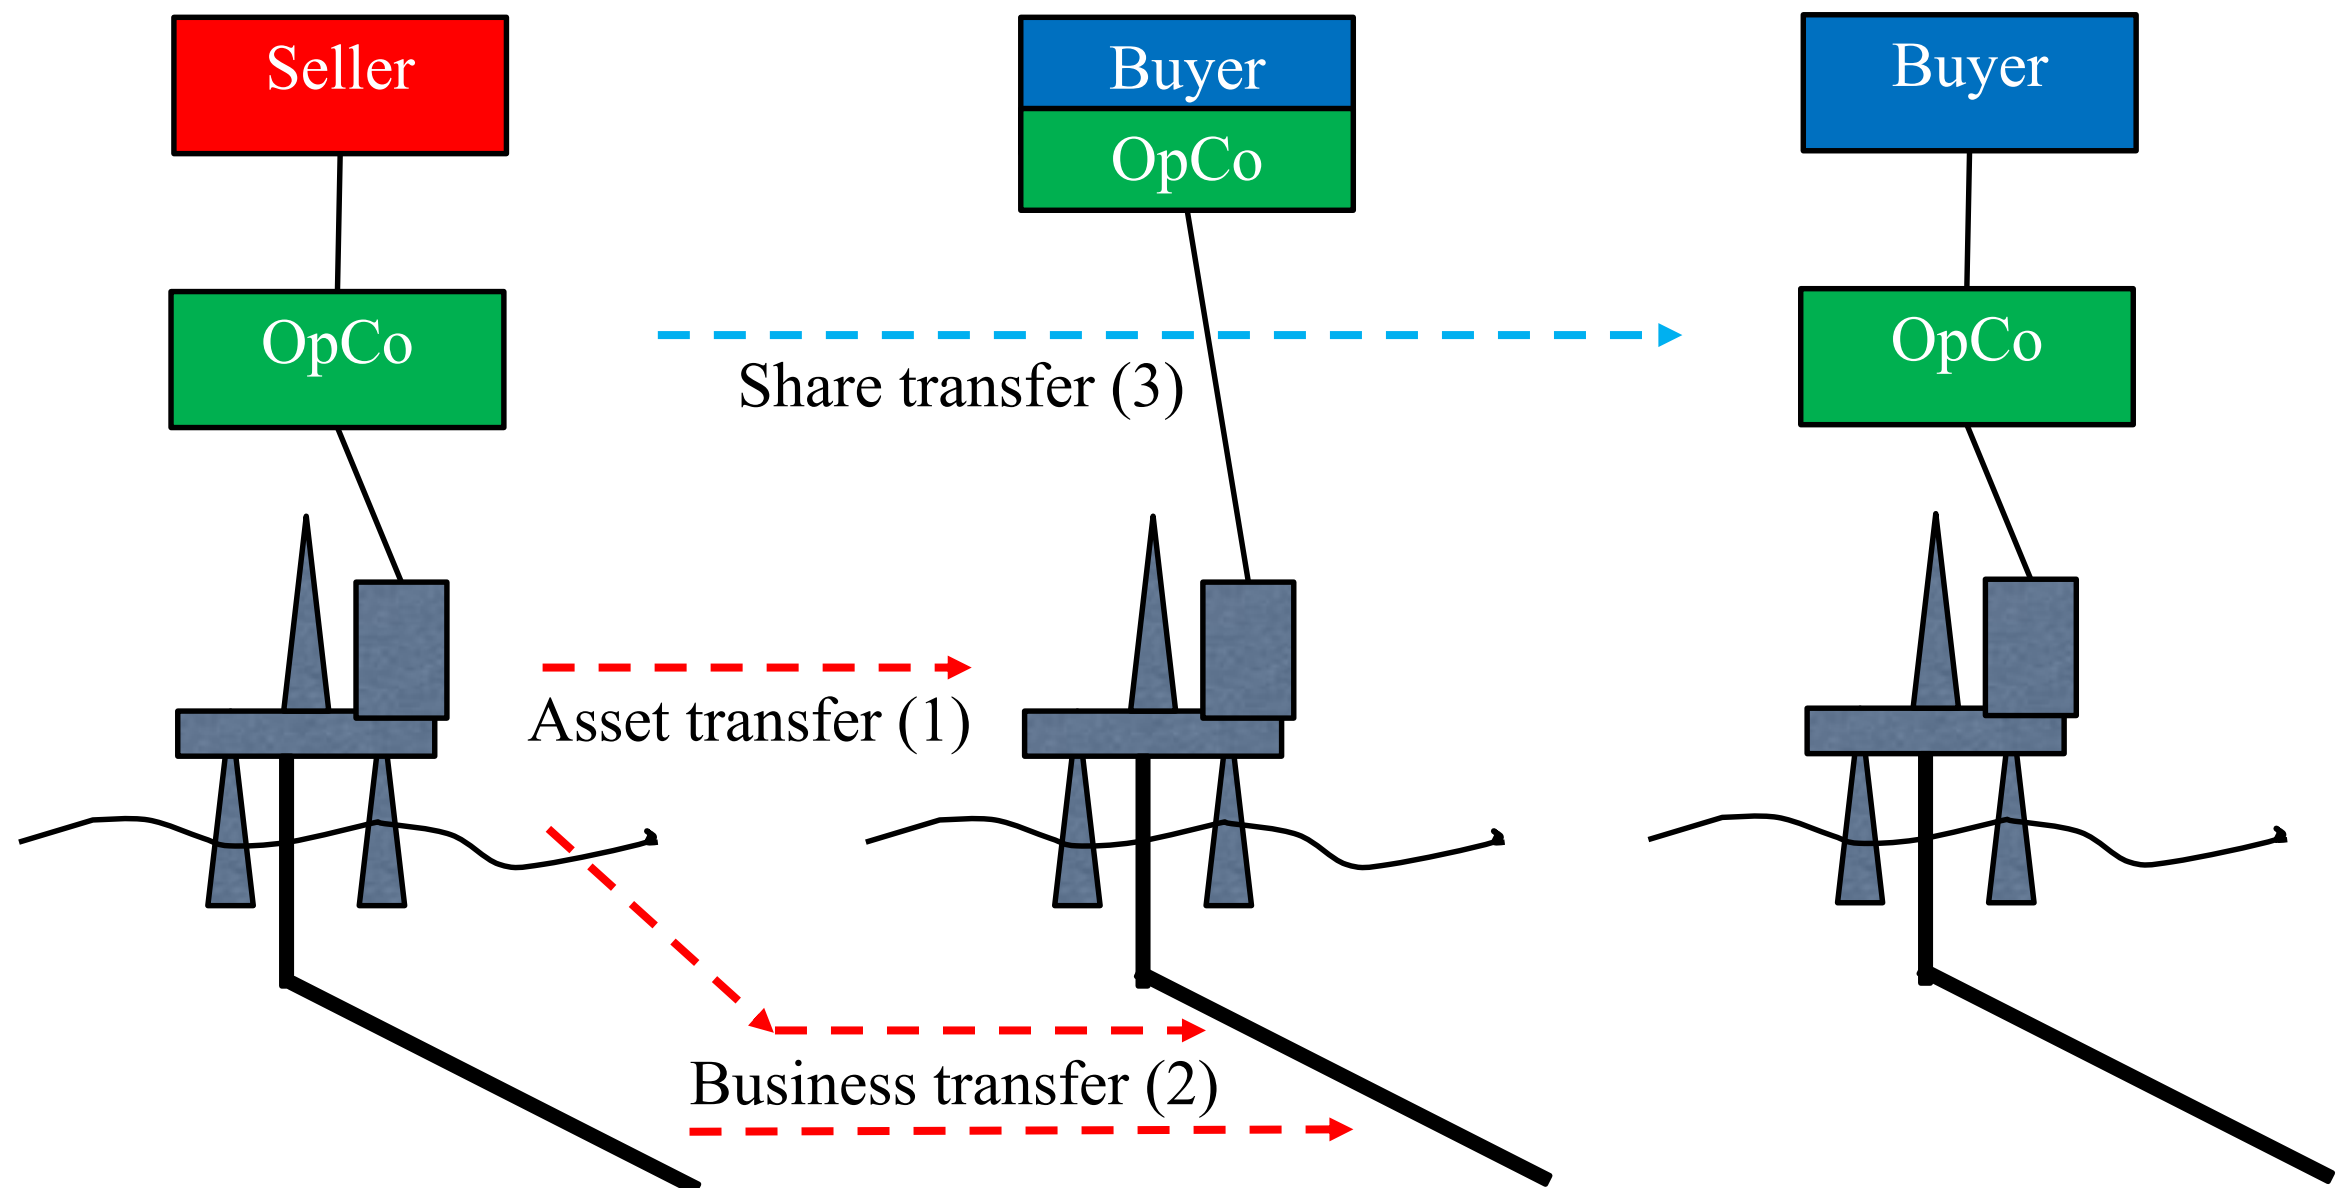 Seller
Buyer
OpCo
Buyer
OpCo
OpCo
Share transfer (3)
Asset transfer (1)
Business transfer (2)